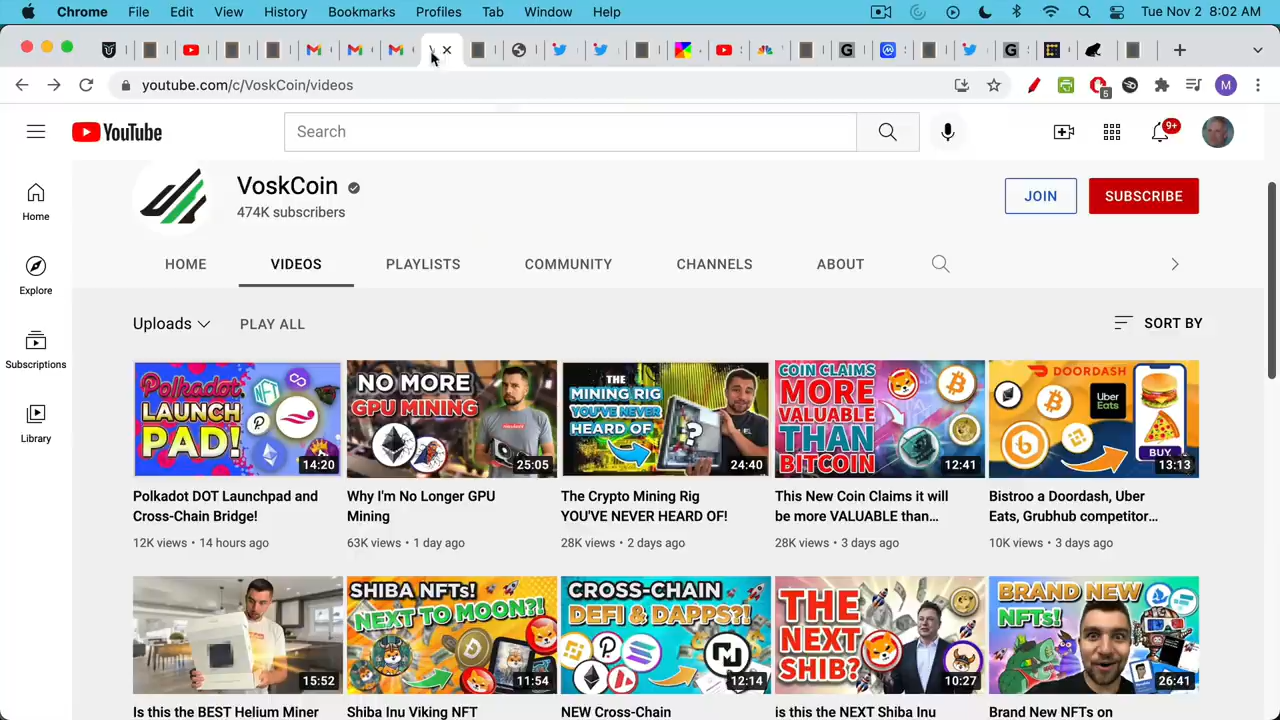 Chrome File Edit View History Bookmarks Profiles Tab Window Help Tue Nov 2 8:02 AM
youtube.com/c/VoskCoin/videos 5 M
YouTube Search 9+
VoskCoin
474K subscribers
JOIN SUBSCRIBE
Home
Explore
Subscriptions
Library
HOME VIDEOS PLAYLISTS COMMUNITY CHANNELS ABOUT
Uploads PLAY ALL SORT BY
Polkadot
LAUNCH
PAD!
14:20
NO MORE
GPU MINING
25:05
THE
MINING RIG
YOU'VE NEVER
HEARD OF
?
24:40
COIN CLAIMS
MORE
VALUABLE
THAN
BITCOIN
12:41
DOORDASH
Uber
Eats
BUY
13:13
Polkadot DOT Launchpad and
Cross-Chain Bridge!
12K views • 14 hours ago
Why I'm No Longer GPU
Mining
63K views • 1 day ago
The Crypto Mining Rig
YOU'VE NEVER HEARD OF!
28K views • 2 days ago
This New Coin Claims it will
be more VALUABLE than…
28K views • 3 days ago
Bistroo a Doordash, Uber
Eats, Grubhub competitor…
10K views • 3 days ago
15:52
SHIBA NFTs!
NEXT TO MOON?!
11:54
CROSS-CHAIN
DEFI & DAPPS?!
12:14
THE
NEXT
SHIB?
10:27
BRAND NEW
NFTs!
26:41
Is this the BEST Helium Miner
Shiba Inu Viking NFT
NEW Cross-Chain
is this the NEXT Shiba Inu
Brand New NFTs on